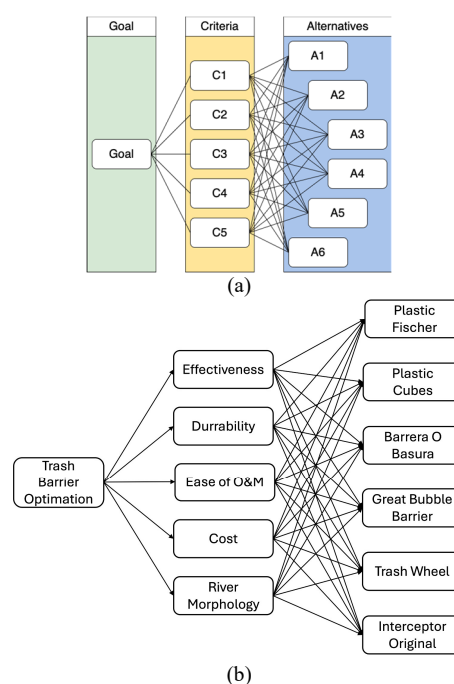 Goal
Criteria
Alternatives
Goal
C1
C2
C3
C4
C5
A1
A2
A3
A4
A5
A6
(a)
Trash
Barrier
Optimation
Effectiveness
Durrability
Ease of O&M
Cost
River
Morphology
Plastic
Fischer
Plastic
Cubes
Barrera O
Basura
Great Bubble
Barrier
Trash Wheel
Interceptor
Original
(b)